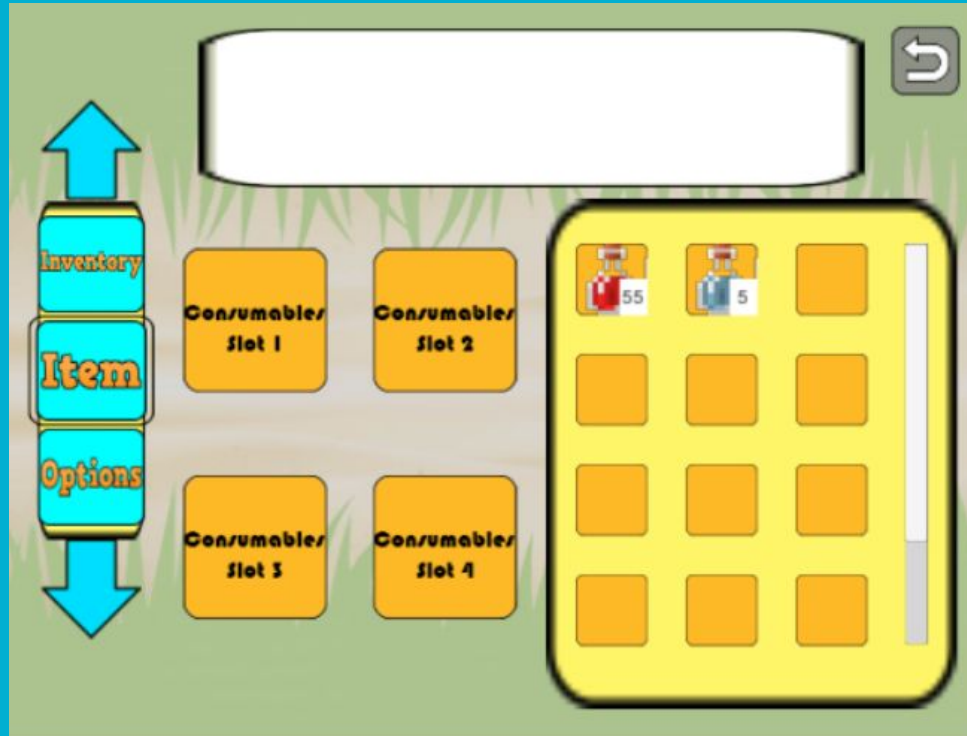 Inventory
Item
Options
Consumables
Slot 1
Consumables
Slot 2
Consumables
Slot 3
Consumables
Slot 4
55
5